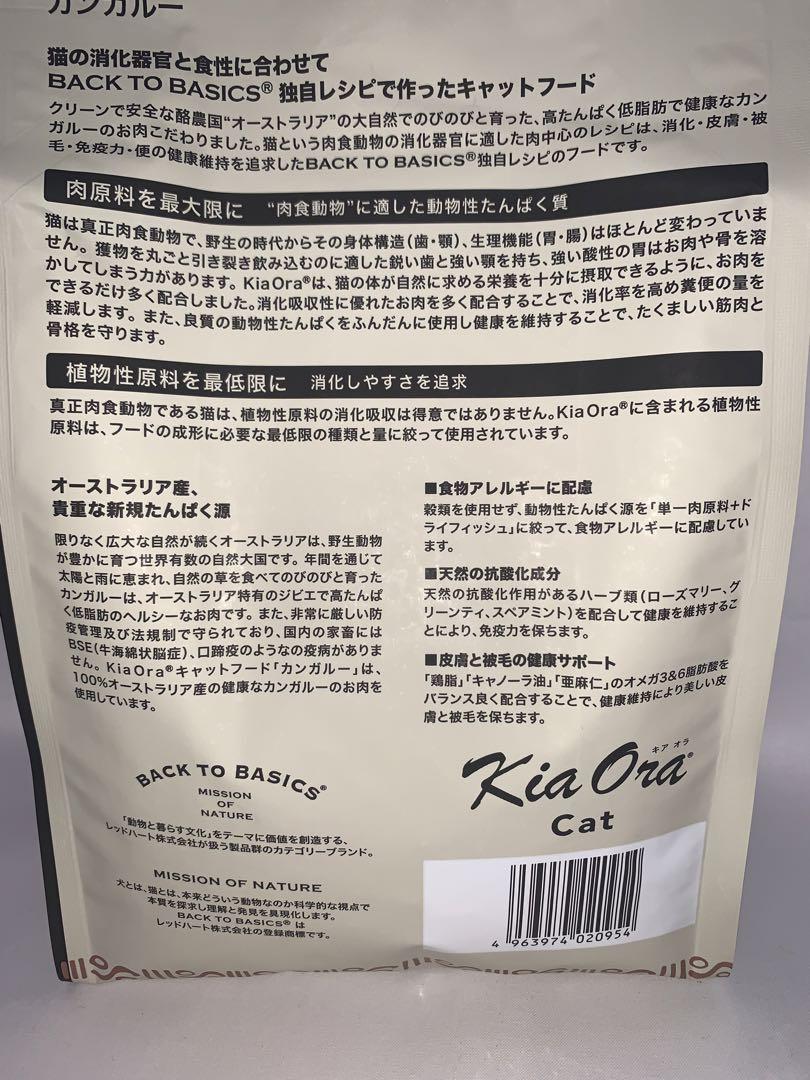 カンガルー
猫の消化器官と食性に合わせて
BACK TO BASICS® 独自レシピで作ったキャットフード
クリーンで安全な酪農国“オーストラリア”の大自然でのびのびと育った、高たんぱく低脂肪で健康なカン
ガルーのお肉こだわりました。猫という肉食動物の消化器官に適した肉中心のレシピは、消化・皮膚・被
毛・免疫力・便の健康維持を追求したBACK TO BASICS®独自レシピのフードです。
肉原料を最大限に “肉食動物”に適した動物性たんぱく質
猫は真正肉食動物で、野生の時代からその身体構造（歯・顎）、生理機能（胃・腸）はほとんど変わっていま
せん。獲物を丸ごと引き裂き飲み込むのに適した鋭い歯と強い顎を持ち、強い酸性の胃はお肉や骨を溶
かしてしまう力があります。KiaOra®は、猫の体が自然に求める栄養を十分に摂取できるように、お肉を
できるだけ多く配合しました。消化吸収性に優れたお肉を多く配合することで、消化率を高め糞便の量を
軽減します。また、良質の動物性たんぱくをふんだんに使用し健康を維持することで、たくましい筋肉と
骨格を守ります。
植物性原料を最低限に 消化しやすさを追求
真正肉食動物である猫は、植物性原料の消化吸収は得意ではありません。KiaOra®に含まれる植物性
原料は、フードの成形に必要な最低限の種類と量に絞って使用されています。
オーストラリア産、
貴重な新規たんぱく源
限りなく広大な自然が続くオーストラリアは、野生動物
が豊かに育つ世界有数の自然大国です。年間を通じて
太陽と雨に恵まれ、自然の草を食べてのびのびと育った
カンガルーは、オーストラリア特有のジビエで高たんぱ
く低脂肪のヘルシーなお肉です。また、非常に厳しい防
疫管理及び法規制で守られており、国内の家畜には
BSE（牛海綿状脳症）、口蹄疫のようなの疫病がありま
せん。KiaOra®キャットフード「カンガルー」は、
100%オーストラリア産の健康なカンガルーのお肉を
使用しています。
■食物アレルギーに配慮
穀類を使用せず、動物性たんぱく源を「単一肉原料+ド
ライフィッシュ」に絞って、食物アレルギーに配慮してい
ます。
■天然の抗酸化成分
天然の抗酸化作用があるハーブ類（ローズマリー、グ
リーンティ、スペアミント）を配合して健康を維持するこ
とにより、免疫力を保ちます。
■皮膚と被毛の健康サポート
「鶏脂」「キャノーラ油」「亜麻仁」のオメガ3&6脂肪酸を
バランス良く配合することで、健康維持により美しい皮
膚と被毛を保ちます。
BACK TO BASICS®
MISSION
OF
NATURE
「動物と暮らす文化」をテーマに価値を創造する、
レッドハート株式会社が扱う製品群のカテゴリーブランド。
MISSION OF NATURE
犬とは、猫とは、本来どういう動物なのか科学的な視点で
本質を探求し理解と発見を具現化します。
BACK TO BASICS® は
レッドハート株式会社の登録商標です。
キア オラ
Kia Ora®
Cat
4 963974 020954